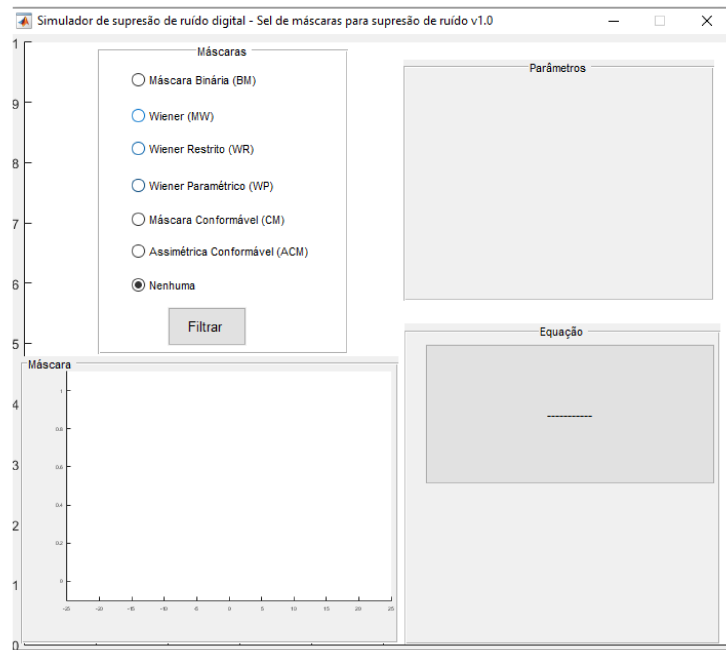 Simulador de supresão de ruído digital - Sel de máscaras para supresão de ruído v1.0
Máscaras
Máscara Binária (BM)
Wiener (MW)
Wiener Restrito (WR)
Wiener Paramétrico (WP)
Máscara Conformável (CM)
Assimétrica Conformável (ACM)
Nenhuma
Filtrar
Parâmetros
Equação
-----------
Máscara
1
0.8
0.6
0.4
0.2
0
-25 -20 -15 -10 -5 0 5 10 15 20 25
1
9
8
7
6
5
4
3
2
1
0